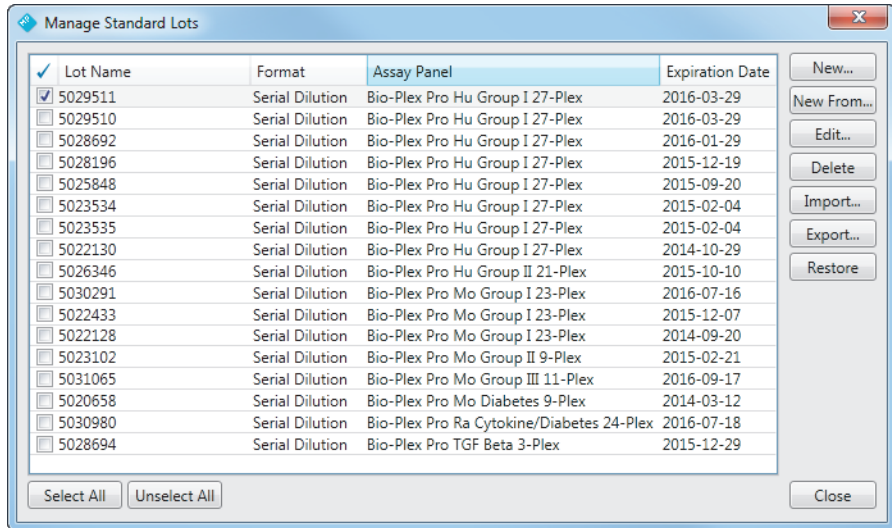 Manage Standard Lots
Lot Name Format Assay Panel Expiration Date
5029511 Serial Dilution Bio-Plex Pro Hu Group I 27-Plex 2016-03-29
5029510 Serial Dilution Bio-Plex Pro Hu Group I 27-Plex 2016-03-29
5028692 Serial Dilution Bio-Plex Pro Hu Group I 27-Plex 2016-01-29
5028196 Serial Dilution Bio-Plex Pro Hu Group I 27-Plex 2015-12-19
5025848 Serial Dilution Bio-Plex Pro Hu Group I 27-Plex 2015-09-20
5023534 Serial Dilution Bio-Plex Pro Hu Group I 27-Plex 2015-02-04
5023535 Serial Dilution Bio-Plex Pro Hu Group I 27-Plex 2015-02-04
5022130 Serial Dilution Bio-Plex Pro Hu Group I 27-Plex 2014-10-29
5026346 Serial Dilution Bio-Plex Pro Hu Group II 21-Plex 2015-10-10
5030291 Serial Dilution Bio-Plex Pro Mo Group I 23-Plex 2016-07-16
5022433 Serial Dilution Bio-Plex Pro Mo Group I 23-Plex 2015-12-07
5022128 Serial Dilution Bio-Plex Pro Mo Group I 23-Plex 2014-09-20
5023102 Serial Dilution Bio-Plex Pro Mo Group II 9-Plex 2015-02-21
5031065 Serial Dilution Bio-Plex Pro Mo Group III 11-Plex 2016-09-17
5020658 Serial Dilution Bio-Plex Pro Mo Diabetes 9-Plex 2014-03-12
5030980 Serial Dilution Bio-Plex Pro Ra Cytokine/Diabetes 24-Plex 2016-07-18
5028694 Serial Dilution Bio-Plex Pro TGF Beta 3-Plex 2015-12-29
New...
New From...
Edit...
Delete
Import...
Export...
Restore
Select All Unselect All Close